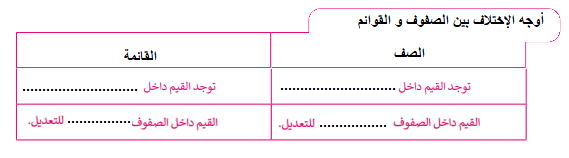 أوجه الإختلاف بين الصفوف و القوائم
الصف القائمة
توجد القيم داخل ............................ توجد القيم داخل ............................
القيم داخل الصفوف ................ للتعديل. القيم داخل الصفوف ................ للتعديل.